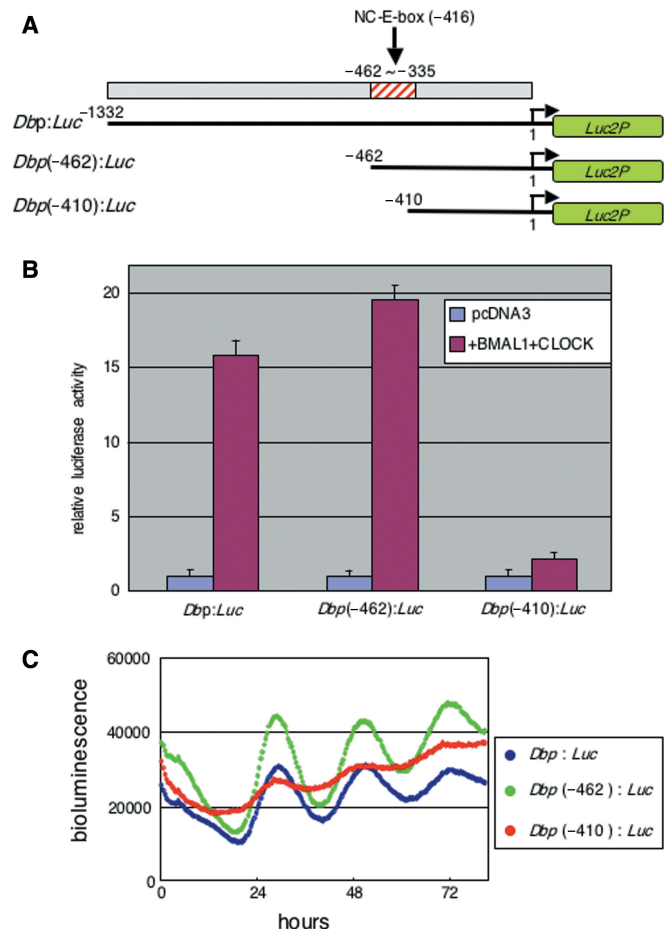 A
NC-E-box (−416)
−462 ~ −335
Dbp:Luc −1332
1
Luc2P
Dbp(−462):Luc
−462
1
Luc2P
Dbp(−410):Luc
−410
1
Luc2P
B
relative luciferase activity
20
15
10
5
0
pcDNA3
+BMAL1+CLOCK
Dbp:Luc
Dbp(−462):Luc
Dbp(−410):Luc
C
bioluminescence
60000
40000
20000
0
0 24 48 72
hours
Dbp : Luc
Dbp (−462) : Luc
Dbp (−410 ) : Luc